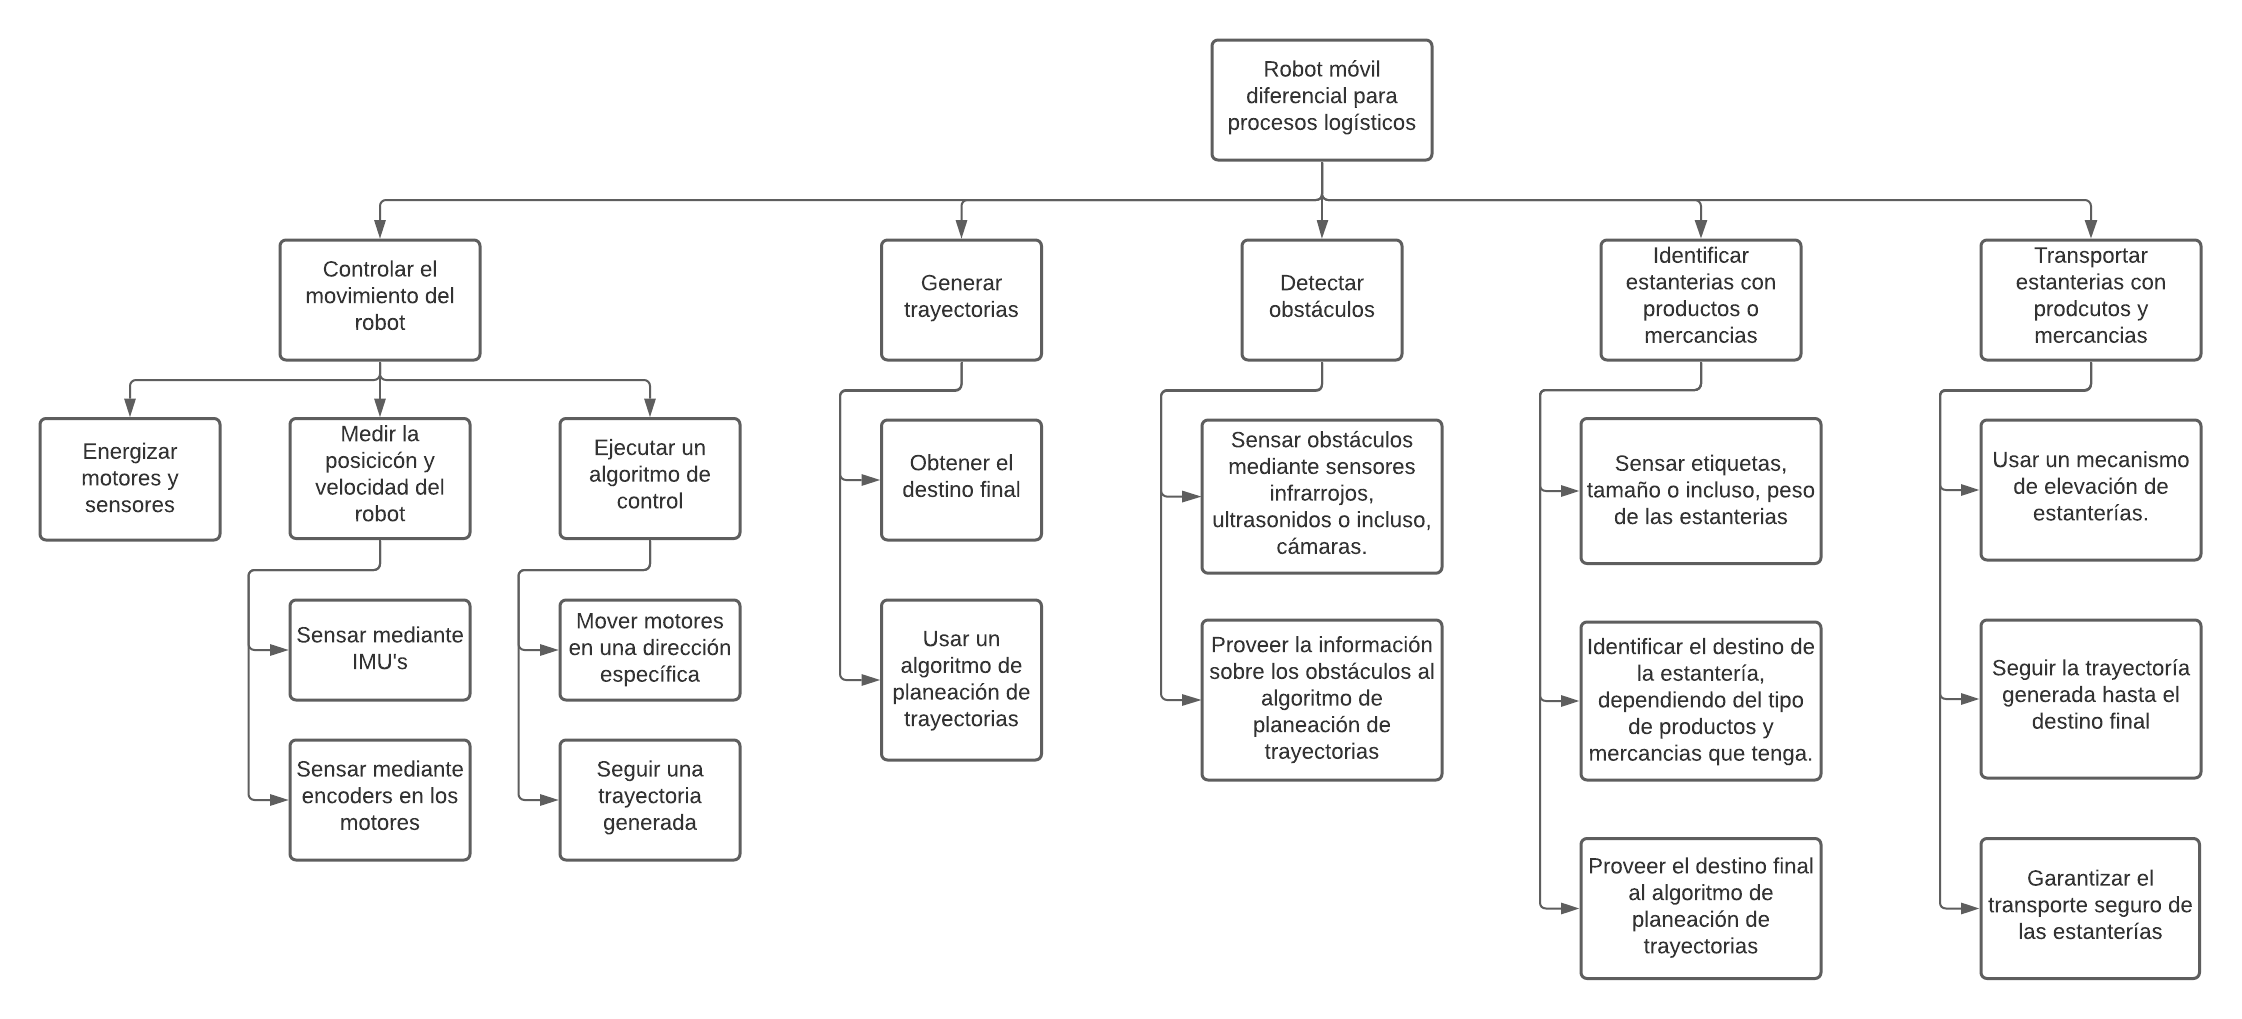 Robot móvil
diferencial para
procesos logísticos
Controlar el
movimiento del
robot
Generar
trayectorias
Detectar
obstáculos
Identificar
estanterias con
productos o
mercancias
Transportar
estanterias con
prodcutos y
mercancias
Energizar
motores y
sensores
Medir la
posicicón y
velocidad del
robot
Ejecutar un
algoritmo de
control
Obtener el
destino final
Sensar obstáculos
mediante sensores
infrarrojos,
ultrasonidos o incluso,
cámaras.
Sensar etiquetas,
tamaño o incluso, peso
de las estanterias
Usar un mecanismo
de elevación de
estanterías.
Sensar mediante
IMU's
Mover motores
en una dirección
específica
Usar un
algoritmo de
planeación de
trayectorias
Proveer la información
sobre los obstáculos al
algoritmo de
planeación de
trayectorias
Identificar el destino de
la estantería,
dependiendo del tipo
de productos y
mercancias que tenga.
Seguir la trayectoría
generada hasta el
destino final
Sensar mediante
encoders en los
motores
Seguir una
trayectoria
generada
Proveer el destino final
al algoritmo de
planeación de
trayectorias
Garantizar el
transporte seguro de
las estanterías